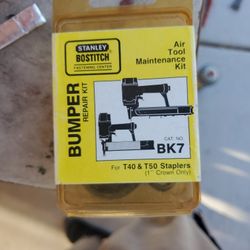 STANLEY
BOSTITCH
FASTENING CENTER
Air
Tool
Maintenance
Kit
BUMPER
REPAIR KIT
CAT. NO.
BK7
For T40 & T50 Staplers
(1" Crown Only)